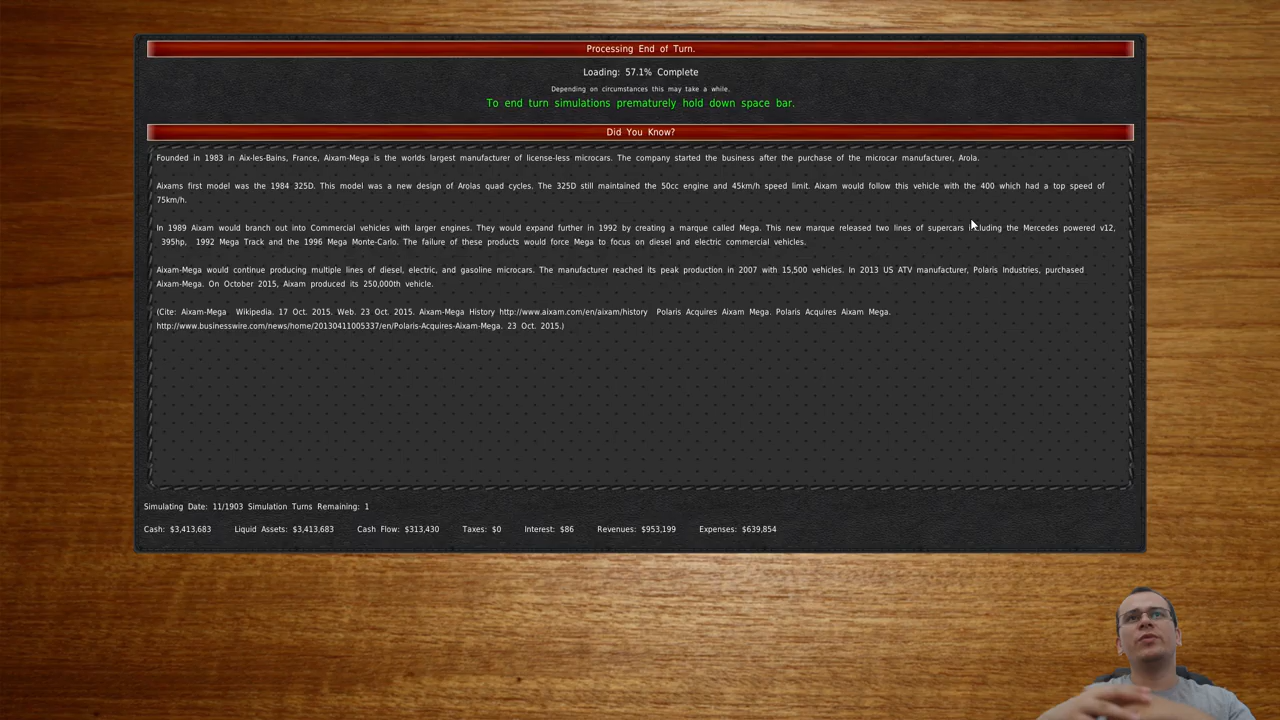 Processing End of Turn.
Loading: 57.1% Complete
Depending on circumstances this may take a while.
To end turn simulations prematurely hold down space bar.
Did You Know?
Founded in 1983 in Aix-les-Bains, France, Aixam-Mega is the worlds largest manufacturer of license-less microcars. The company started the business after the purchase of the microcar manufacturer, Arola.
Aixams first model was the 1984 325D. This model was a new design of Arolas quad cycles. The 325D still maintained the 50cc engine and 45km/h speed limit. Aixam would follow this vehicle with the 400 which had a top speed of
75km/h.
In 1989 Aixam would branch out into Commercial vehicles with larger engines. They would expand further in 1992 by creating a marque called Mega. This new marque released two lines of supercars including the Mercedes powered v12,
395hp, 1992 Mega Track and the 1996 Mega Monte-Carlo. The failure of these products would force Mega to focus on diesel and electric commercial vehicles.
Aixam-Mega would continue producing multiple lines of diesel, electric, and gasoline microcars. The manufacturer reached its peak production in 2007 with 15,500 vehicles. In 2013 US ATV manufacturer, Polaris Industries, purchased
Aixam-Mega. On October 2015, Aixam produced its 250,000th vehicle.
(Cite: Aixam-Mega Wikipedia. 17 Oct. 2015. Web. 23 Oct. 2015. Aixam-Mega History http://www.aixam.com/en/aixam/history Polaris Acquires Aixam Mega. Polaris Acquires Aixam Mega.
http://www.businesswire.com/news/home/20130411005337/en/Polaris-Acquires-Aixam-Mega. 23 Oct. 2015.)
Simulating Date: 11/1903 Simulation Turns Remaining: 1
Cash: $3,413,683 Liquid Assets: $3,413,683 Cash Flow: $313,430 Taxes: $0 Interest: $86 Revenues: $953,199 Expenses: $639,854